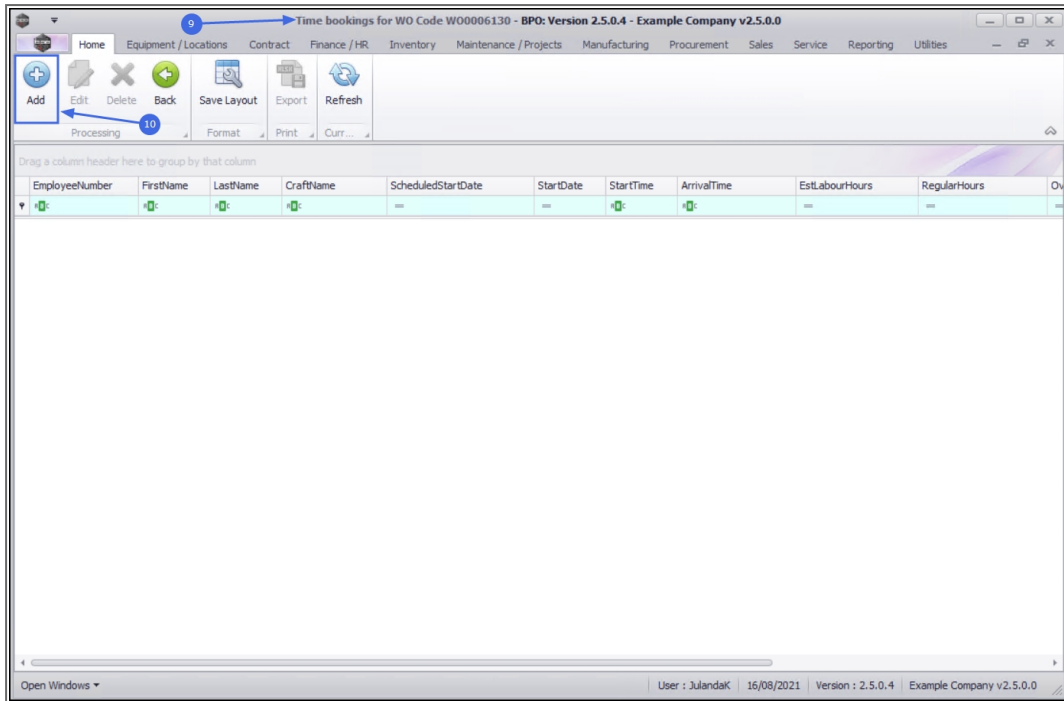 9
Time bookings for WO Code WO0006130 - BPO: Version 2.5.0.4 - Example Company v2.5.0.0
Home Equipment / Locations Contract Finance / HR Inventory Maintenance / Projects Manufacturing Procurement Sales Service Reporting Utilities
Add Edit Delete Back Save Layout Export Refresh
10
Processing Format Print Curr...
Drag a column header here to group by that column
EmployeeNumber FirstName LastName CraftName ScheduledStartDate StartDate StartTime ArrivalTime EstLabourHours RegularHours Ov
Open Windows User : JulandaK 16/08/2021 Version : 2.5.0.4 Example Company v2.5.0.0